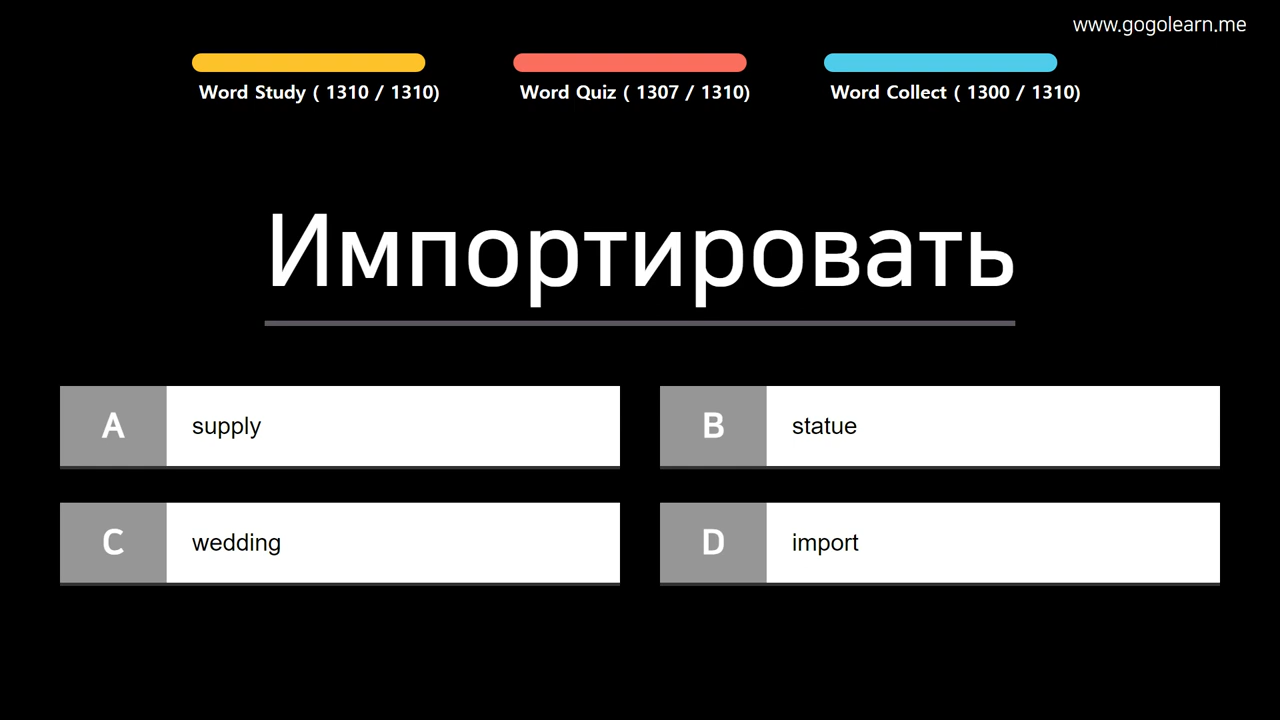 www.gogolearn.me
Word Study ( 1310 / 1310)
Word Quiz ( 1307 / 1310)
Word Collect ( 1300 / 1310)
Импортировать
A supply
B statue
C wedding
D import